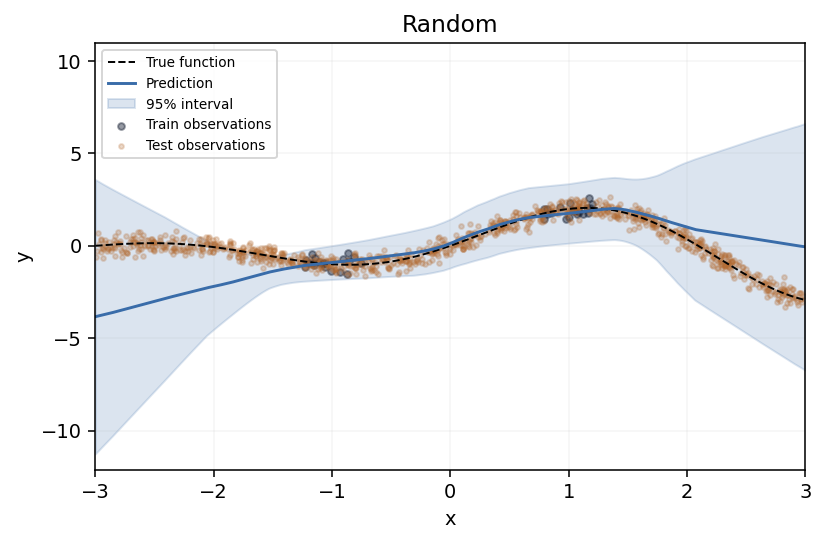 Random
True function
Prediction
95% interval
Train observations
Test observations
10
5
0
−5
−10
y
−3
−2
−1
0
1
2
3
x